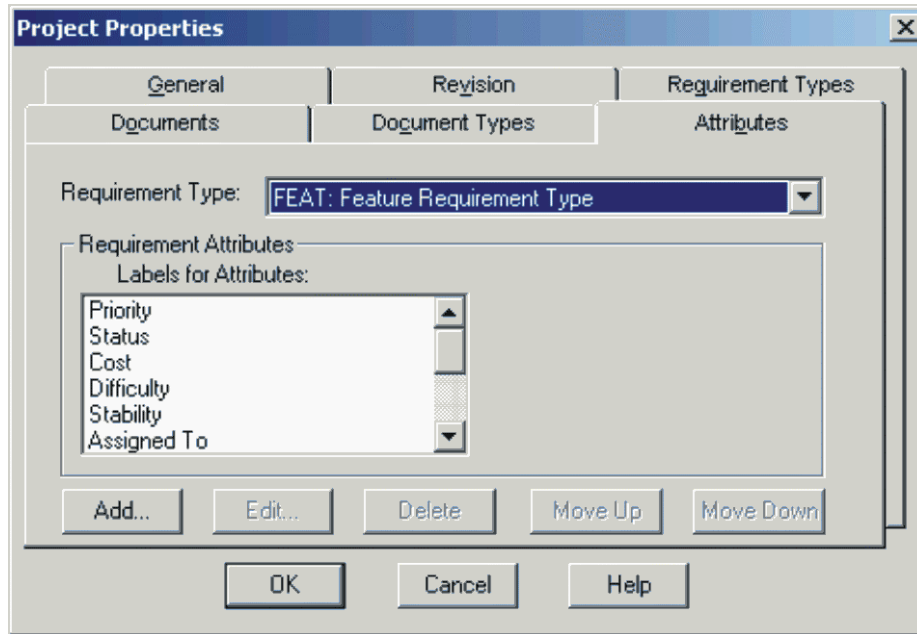 Project Properties
General Revision Requirement Types
Documents Document Types Attributes
Requirement Type: FEAT: Feature Requirement Type
Requirement Attributes
Labels for Attributes:
Priority
Status
Cost
Difficulty
Stability
Assigned To
Add... Edit... Delete Move Up Move Down
OK Cancel Help